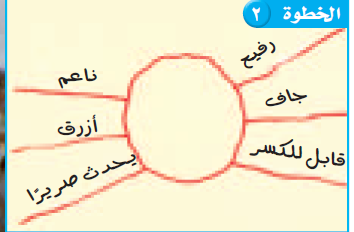 الخطوة ٢
رفيع
جاف
قابل للكسر
ناعم
أزرق
يحدث صريرًا